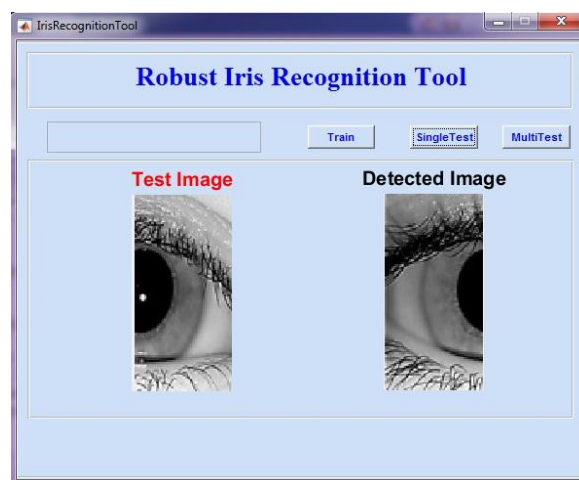 IrisRecognitionTool
Robust Iris Recognition Tool
Train SingleTest MultiTest
Test Image Detected Image